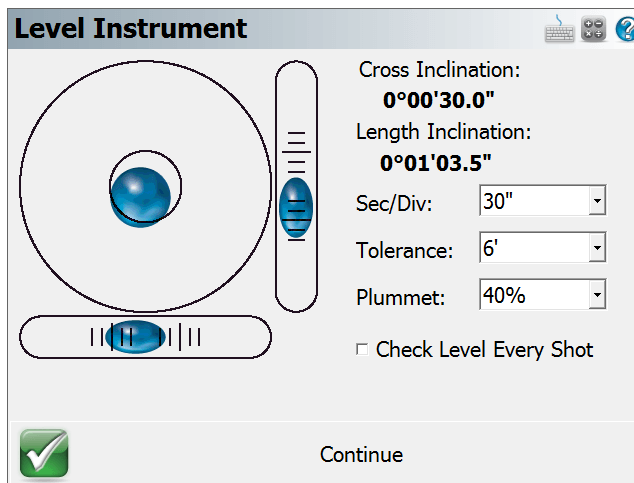 Level Instrument
Cross Inclination:
0°00'30.0"
Length Inclination:
0°01'03.5"
Sec/Div: 30"
Tolerance: 6'
Plummet: 40%
Check Level Every Shot
Continue